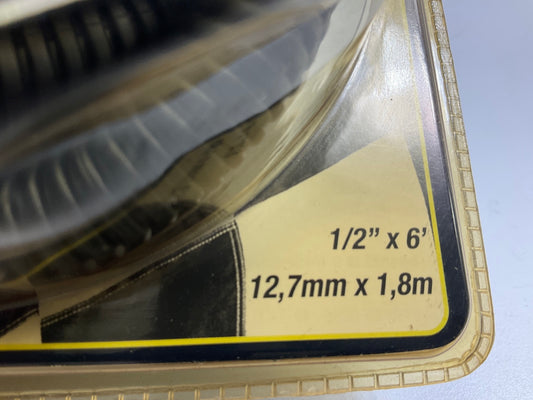 1/2” x 6’
12,7mm x 1,8m